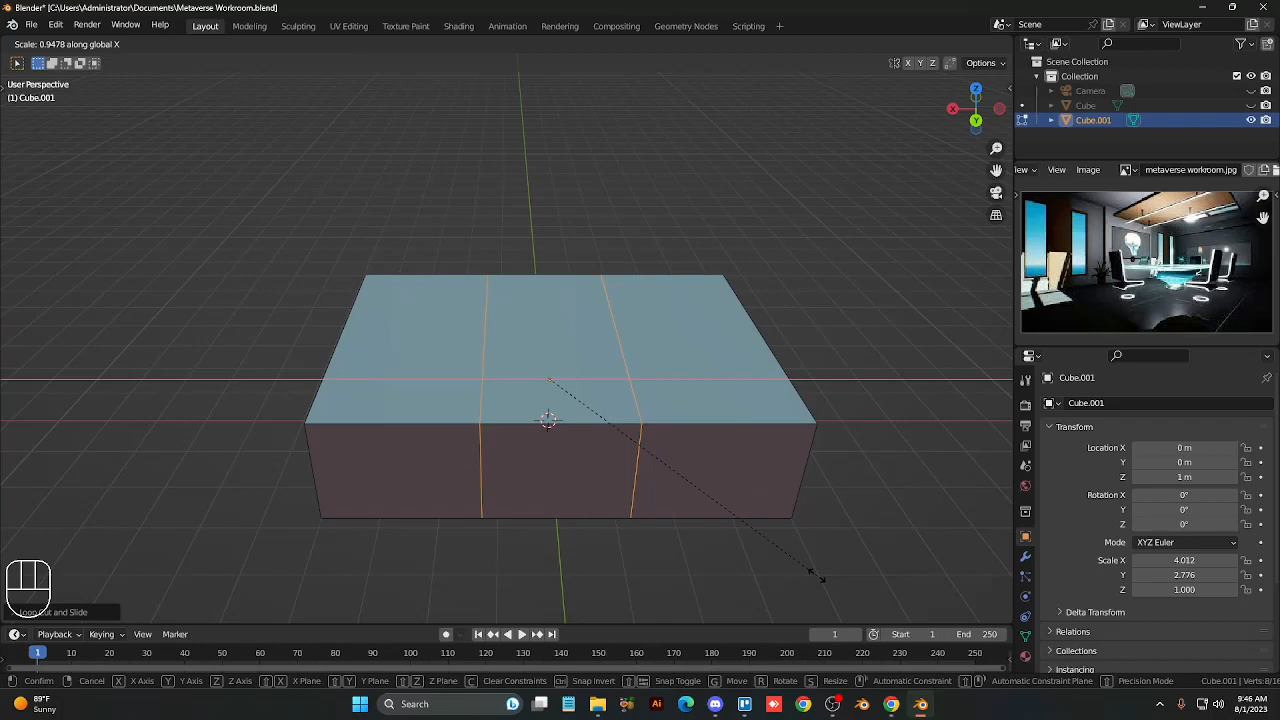 Blender* [C:\Users\Administrator\Documents\Metaverse Workroom.blend]
File Edit Render Window Help
Layout Modeling Sculpting UV Editing Texture Paint Shading Animation Rendering Compositing Geometry Nodes Scripting
Scene
ViewLayer
Scale: 0.9478 along global X
X Y Z
Options
User Perspective
(1) Cube.001
Z
X
Y
Scene Collection
Collection
Camera
Cube
Cube.001
View Image metaverse workroom.jpg
Cube.001
Cube.001
Transform
Location X 0 m
Y 0 m
Z 1 m
Rotation X 0°
Y 0°
Z 0°
Mode XYZ Euler
Scale X 4.012
Y 2.776
Z 1.000
Delta Transform
Relations
Collections
Instancing
Loop Cut and Slide
Playback Keying View Marker
1
Start 1 End 250
1 10 20 30 40 50 60 70 80 90 100 110 120 130 140 150 160 170 180 190 200 210 220 230 240 250
Confirm Cancel X X Axis Y Y Axis Z Z Axis X X Plane Y Y Plane Z Z Plane C Clear Constraints Snap Invert Snap Toggle G Move R Rotate S Resize Automatic Constraint Automatic Constraint Plane Precision Mode
Cube.001 | Verts:8/16
89°F
Sunny
Search
9:46 AM
8/1/2023